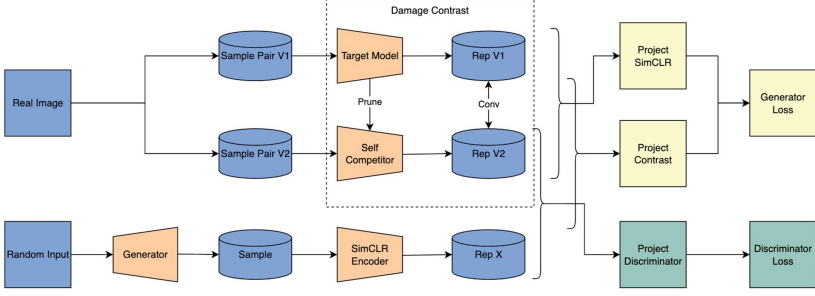 Damage Contrast
Real Image
Sample Pair V1
Target Model
Rep V1
Project
SimCLR
Generator
Loss
Prune
Conv
Sample Pair V2
Self
Competitor
Rep V2
Project
Contrast
Random Input
Generator
Sample
SimCLR
Encoder
Rep X
Project
Discriminator
Discriminator
Loss